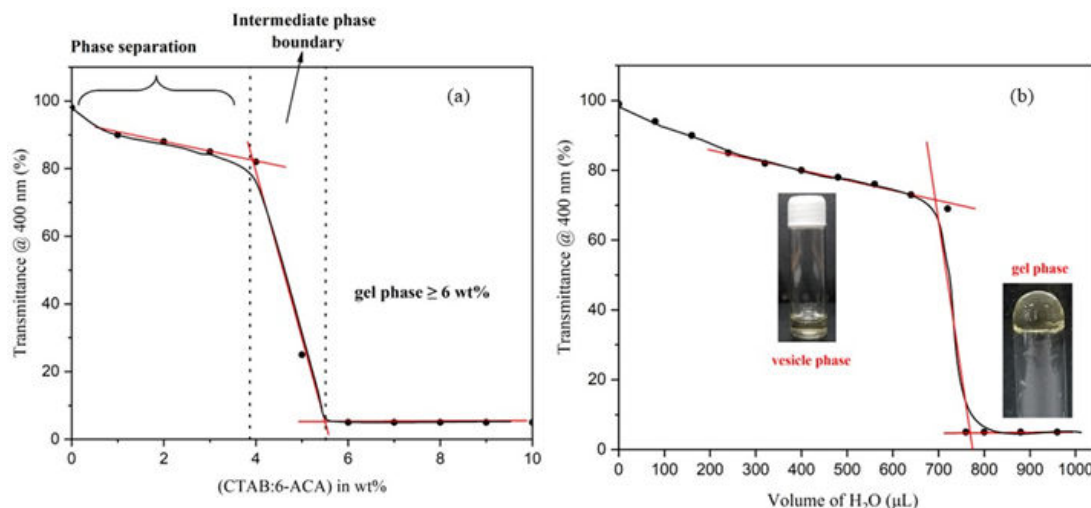 Phase separation
Intermediate phase
boundary
(a)
100
80
60
40
20
0
Transmittance @ 400 nm (%)
gel phase ≥ 6 wt%
0 2 4 6 8 10
(CTAB:6-ACA) in wt%
(b)
100
80
60
40
20
0
Transmittance @ 400 nm (%)
vesicle phase
gel phase
0 100 200 300 400 500 600 700 800 900 1000
Volume of H₂O (μL)